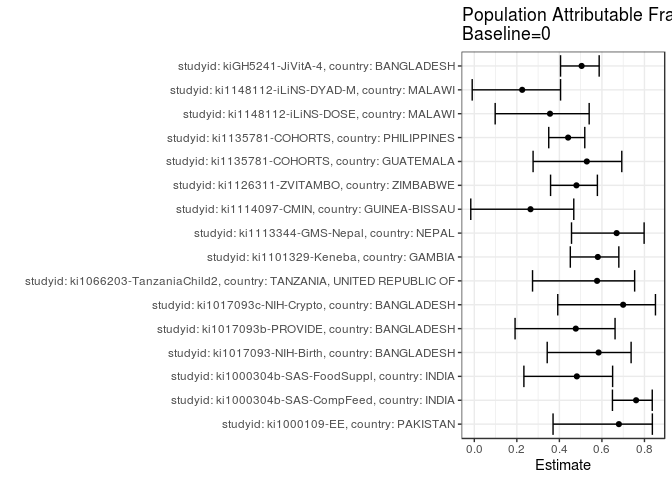 Population Attributable Fra
Baseline=0
studyid: kiGH5241-JiVitA-4, country: BANGLADESH
studyid: ki1148112-iLiNS-DYAD-M, country: MALAWI
studyid: ki1148112-iLiNS-DOSE, country: MALAWI
studyid: ki1135781-COHORTS, country: PHILIPPINES
studyid: ki1135781-COHORTS, country: GUATEMALA
studyid: ki1126311-ZVITAMBO, country: ZIMBABWE
studyid: ki1114097-CMIN, country: GUINEA-BISSAU
studyid: ki1113344-GMS-Nepal, country: NEPAL
studyid: ki1101329-Keneba, country: GAMBIA
studyid: ki1066203-TanzaniaChild2, country: TANZANIA, UNITED REPUBLIC OF
studyid: ki1017093c-NIH-Crypto, country: BANGLADESH
studyid: ki1017093b-PROVIDE, country: BANGLADESH
studyid: ki1017093-NIH-Birth, country: BANGLADESH
studyid: ki1000304b-SAS-FoodSuppl, country: INDIA
studyid: ki1000304b-SAS-CompFeed, country: INDIA
studyid: ki1000109-EE, country: PAKISTAN
0.0 0.2 0.4 0.6 0.8
Estimate